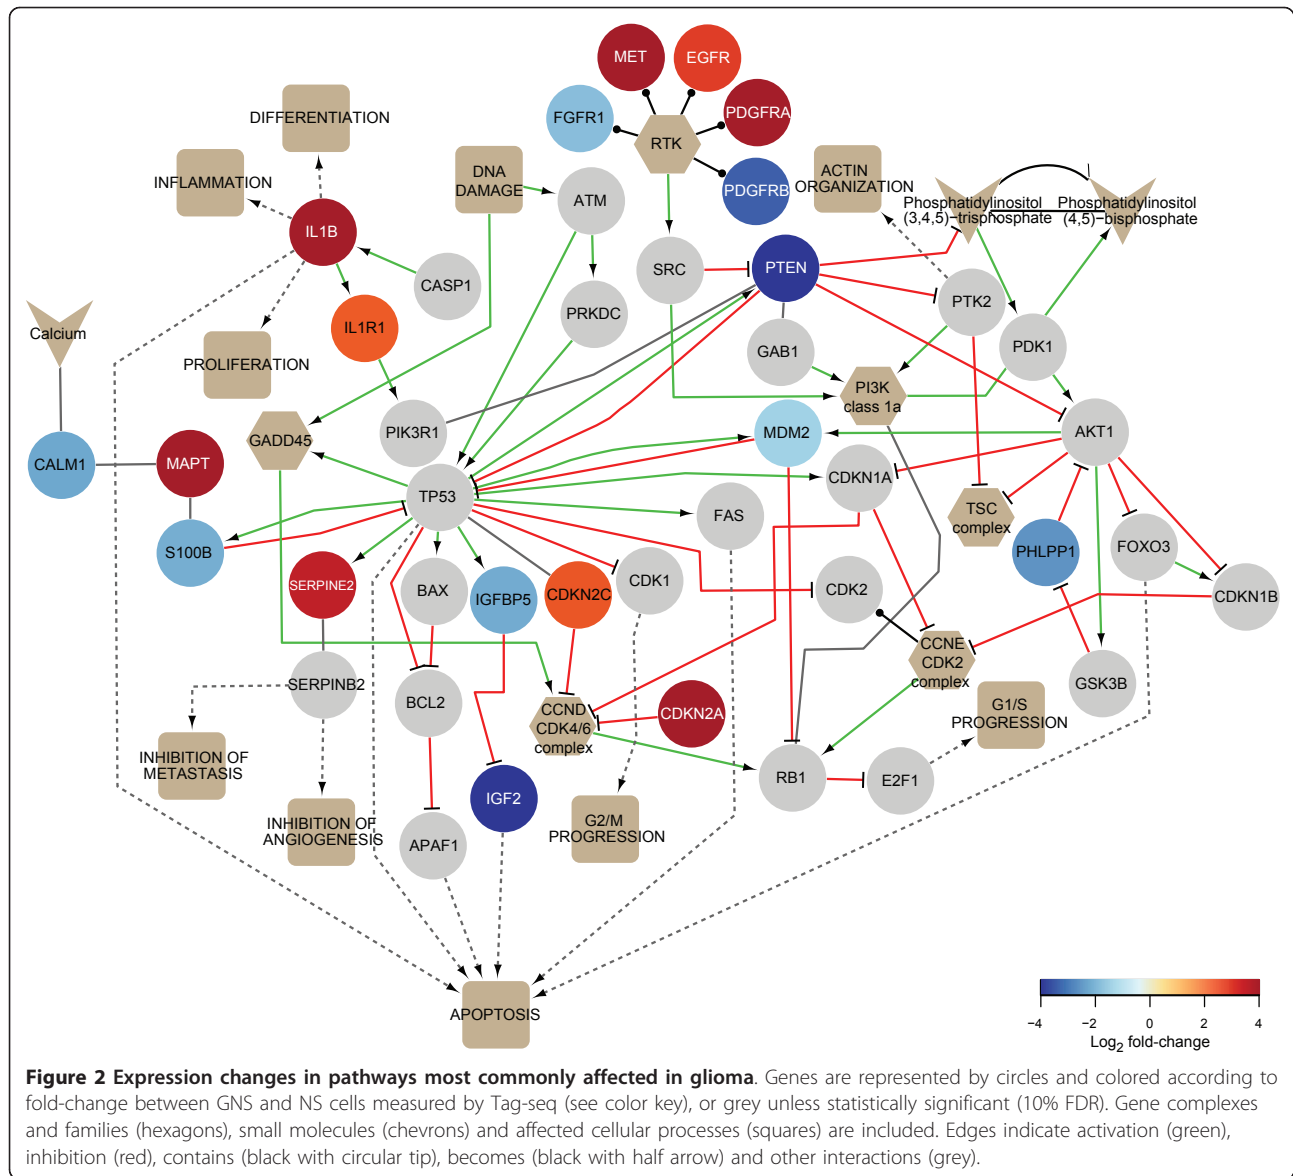 MET
EGFR
DIFFERENTIATION
FGFR1
PDGFRA
RTK
INFLAMMATION
DNA
DAMAGE
ACTIN
ORGANIZATION
ATM
PDGFRB
Phosphatidylinositol
(3,4,5)−trisphosphate
Phosphatidylinositol
(4,5)−bisphosphate
IL1B
CASP1
SRC
PTEN
PTK2
PRKDC
IL1R1
Calcium
PROLIFERATION
GAB1
PDK1
PI3K
class 1a
PIK3R1
GADD45
MDM2
AKT1
CALM1
MAPT
CDKN1A
TP53
FAS
TSC
complex
S100B
PHLPP1
FOXO3
SERPINE2
BAX
IGFBP5
CDKN2C
CDK1
CDK2
CDKN1B
CCNE
CDK2
complex
SERPINB2
BCL2
GSK3B
CCND
CDK4/6
complex
CDKN2A
G1/S
PROGRESSION
INHIBITION OF
METASTASIS
RB1
E2F1
IGF2
INHIBITION OF
ANGIOGENESIS
APAF1
G2/M
PROGRESSION
APOPTOSIS
−4 −2 0 2 4
Log2 fold-change
Figure 2 Expression changes in pathways most commonly affected in glioma. Genes are represented by circles and colored according to
fold-change between GNS and NS cells measured by Tag-seq (see color key), or grey unless statistically significant (10% FDR). Gene complexes
and families (hexagons), small molecules (chevrons) and affected cellular processes (squares) are included. Edges indicate activation (green),
inhibition (red), contains (black with circular tip), becomes (black with half arrow) and other interactions (grey).